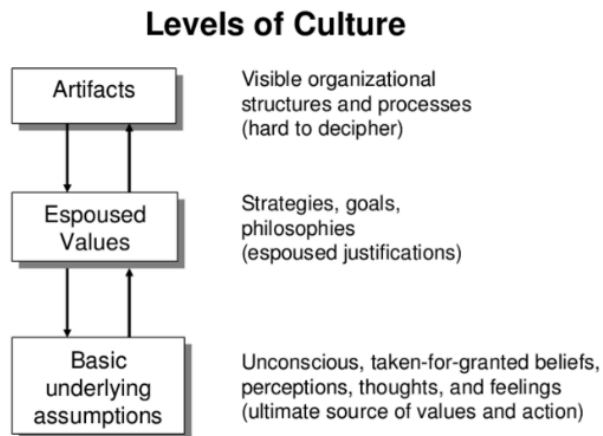 Levels of Culture
Artifacts
Visible organizational
structures and processes
(hard to decipher)
Espoused
Values
Strategies, goals,
philosophies
(espoused justifications)
Basic
underlying
assumptions
Unconscious, taken-for-granted beliefs,
perceptions, thoughts, and feelings
(ultimate source of values and action)